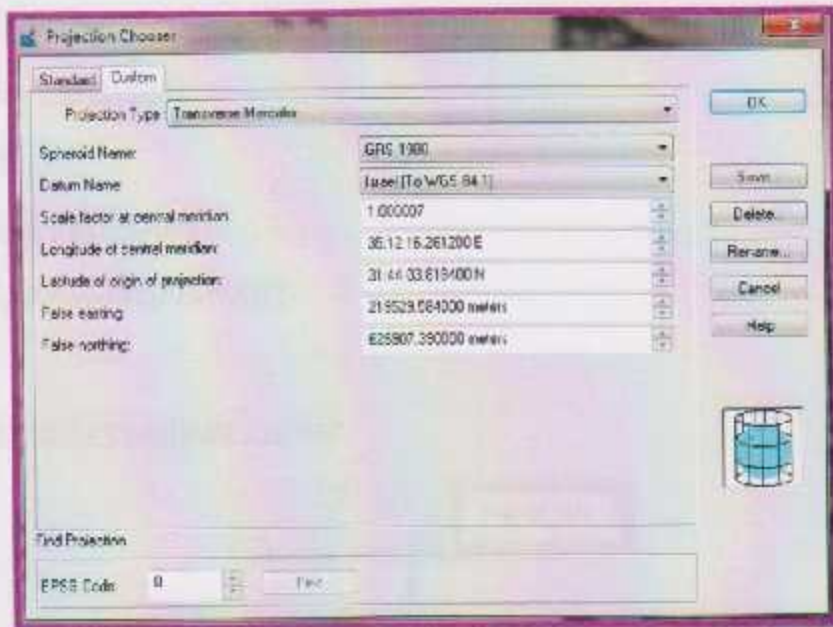 Projection Chooser
Standard Custom
Projection Type: Transverse Mercator
OK
Spheroid Name: GRS 1980
Datum Name: Israel [To WGS 84 1]
Save...
Scale factor at central meridian: 1.000007
Delete...
Longitude of central meridian: 35:12:16.261200 E
Rename...
Latitude of origin of projection: 31:44:03.818400 N
Cancel
False easting: 219529.584000 meters
Help
False northing: 626907.390000 meters
Find Projection
EPSG Code: 0 Find